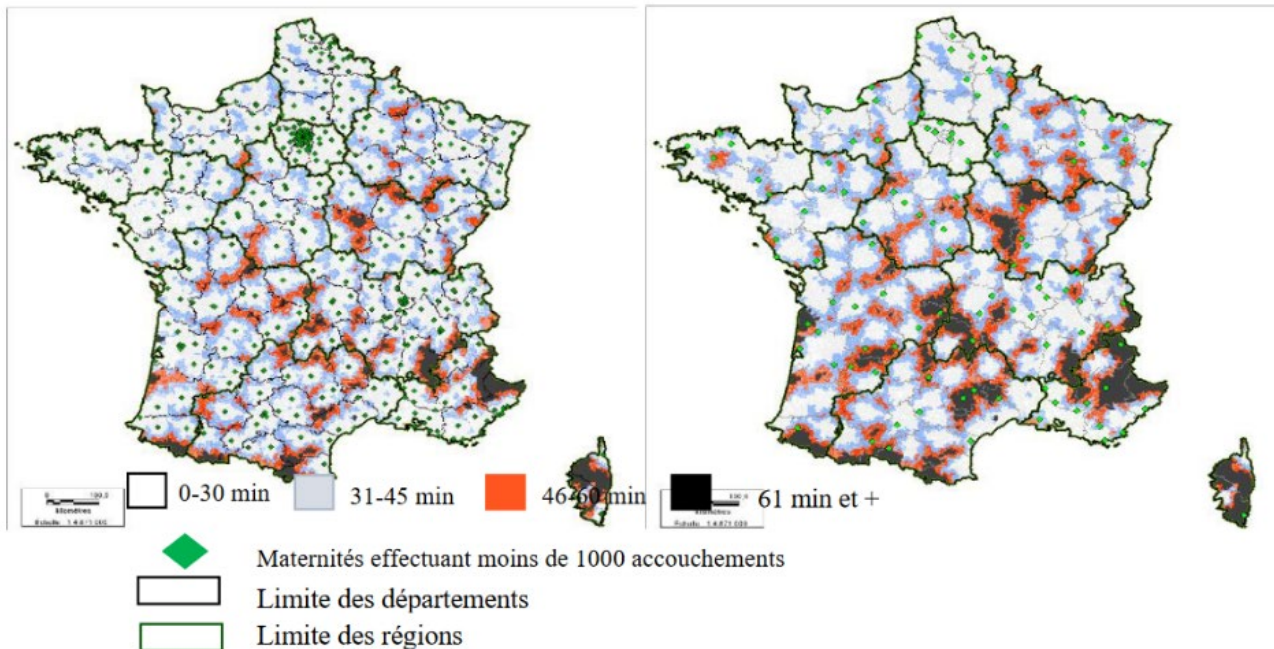 0-30 min
31-45 min
46-60 min
61 min et +
kilomètres
Maternités effectuant moins de 1000 accouchements
Limite des départements
Limite des régions